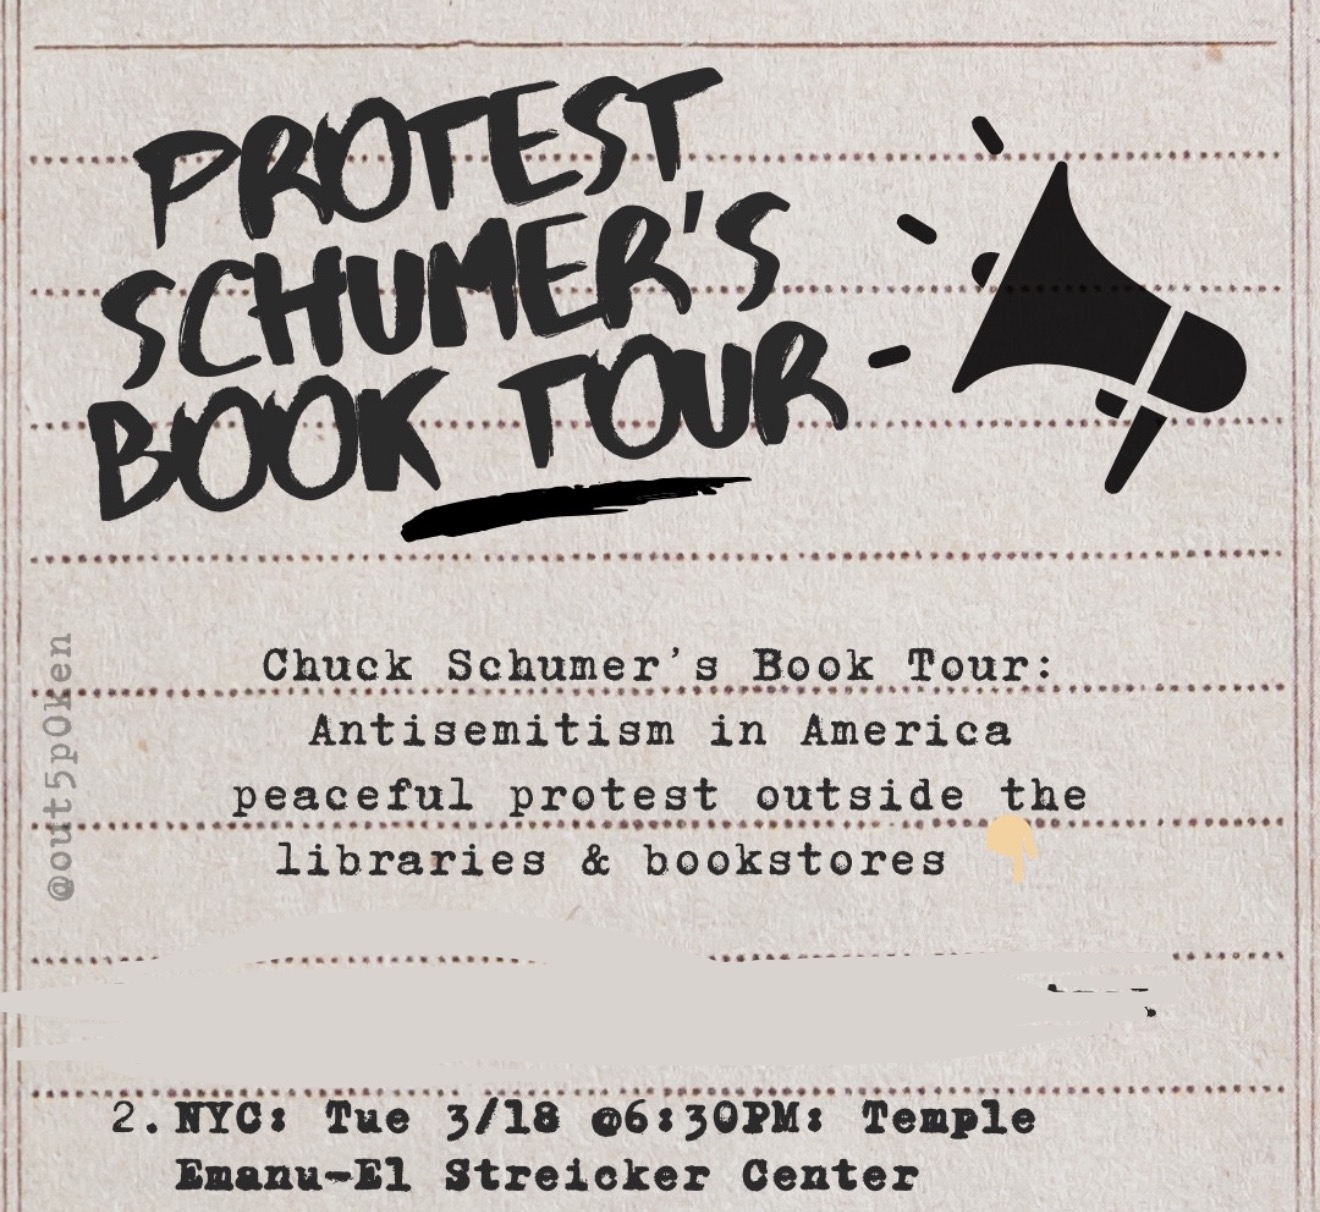 PROTEST
SCHUMER'S
BOOK TOUR
Chuck Schumer's Book Tour:
Antisemitism in America
peaceful protest outside the
libraries & bookstores 👇🏼
@out5p0ken
2. NYC: Tue 3/18 @6:30PM: Temple
Emanu-El Streicker Center